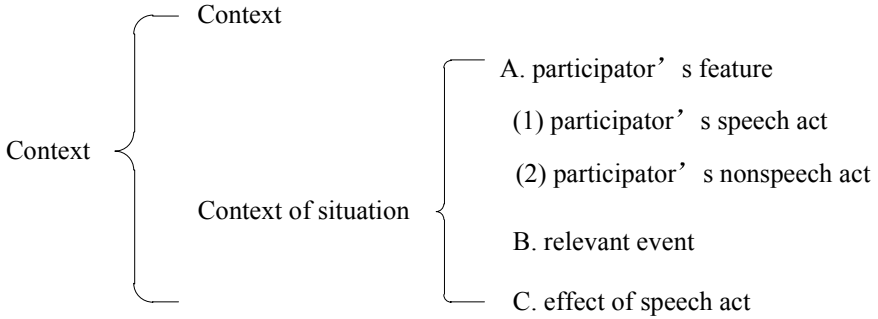 Context
A. participator’s feature
(1) participator’s speech act
Context
(2) participator’s nonspeech act
Context of situation
B. relevant event
C. effect of speech act